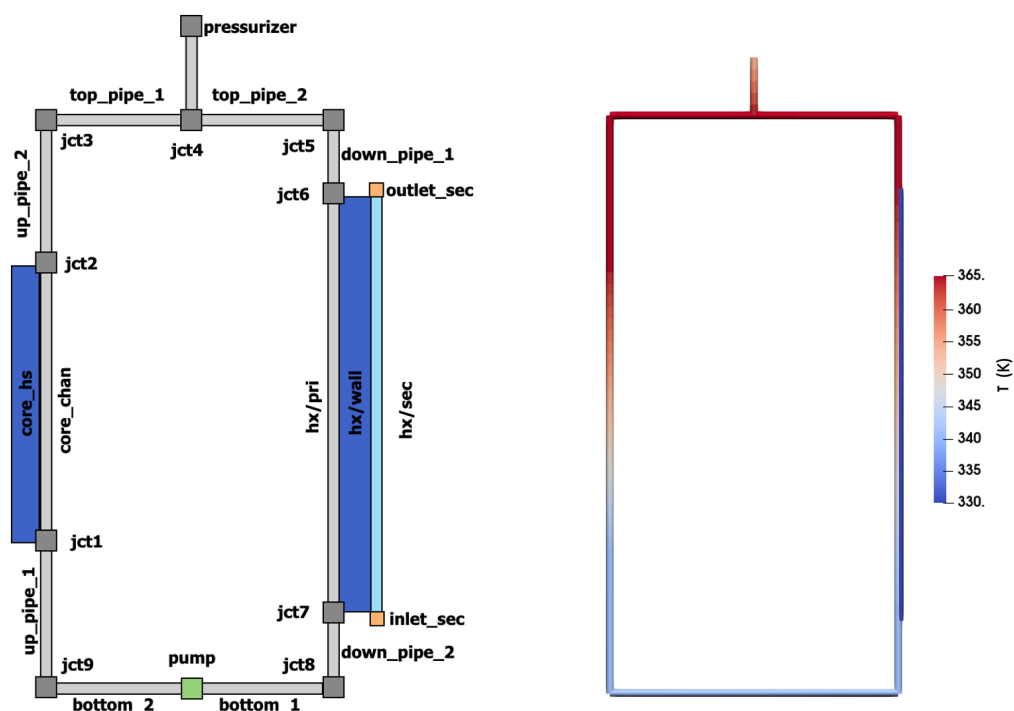 pressurizer
top_pipe_1
top_pipe_2
jct3
jct4
jct5
down_pipe_1
up_pipe_2
jct6
outlet_sec
jct2
core_hs
core_chan
hx/pri
hx/wall
hx/sec
jct1
up_pipe_1
jct7
inlet_sec
jct9
pump
jct8
down_pipe_2
bottom_2
bottom_1
365.
360
355
350
345
340
335
330.
T (K)